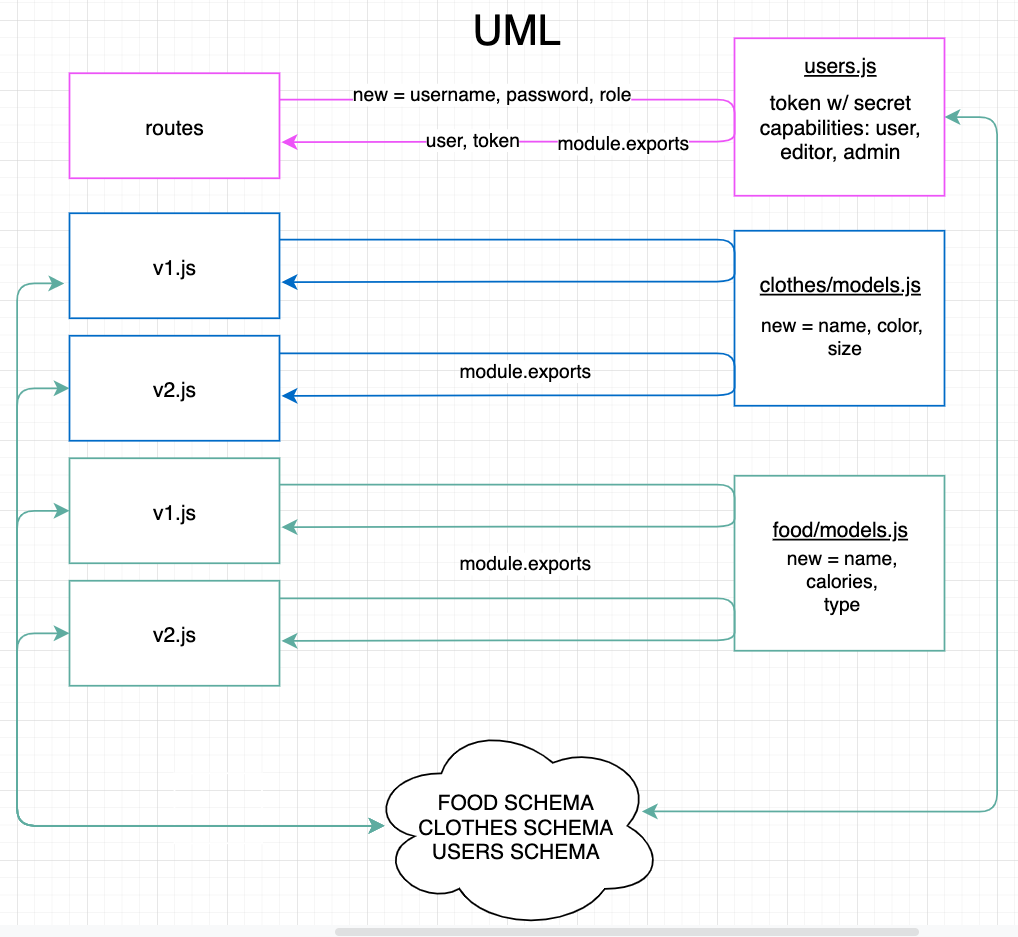 UML
users.js
token w/ secret
capabilities: user,
editor, admin
routes
new = username, password, role
user, token
module.exports
v1.js
clothes/models.js
new = name, color,
size
v2.js
module.exports
v1.js
food/models.js
new = name,
calories,
type
module.exports
v2.js
FOOD SCHEMA
CLOTHES SCHEMA
USERS SCHEMA